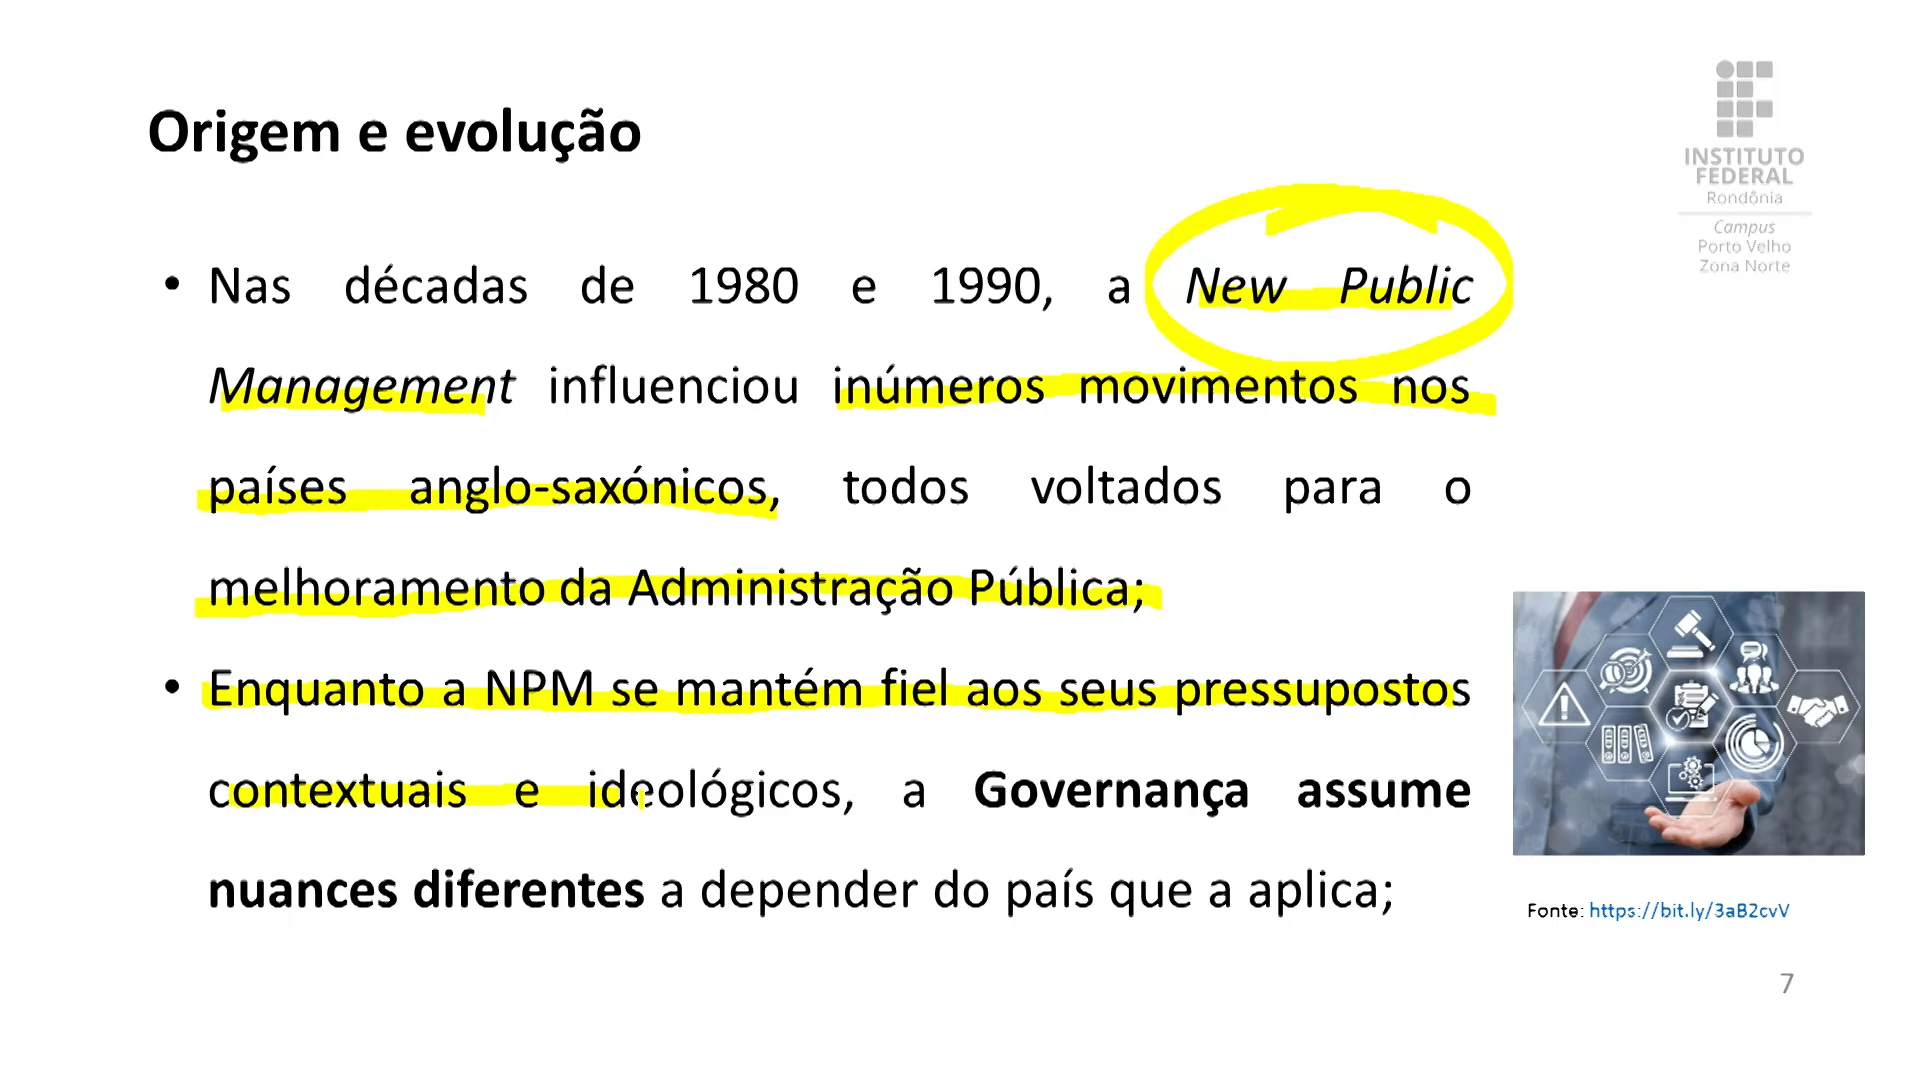 Origem e evolução
INSTITUTO
FEDERAL
Rondônia
Campus
Porto Velho
Zona Norte
• Nas décadas de 1980 e 1990, a New Public
Management influenciou inúmeros movimentos nos
países anglo-saxónicos, todos voltados para o
melhoramento da Administração Pública;
• Enquanto a NPM se mantém fiel aos seus pressupostos
contextuais e ideológicos, a Governança assume
nuances diferentes a depender do país que a aplica;
Fonte: https://bit.ly/3aB2cvV
7